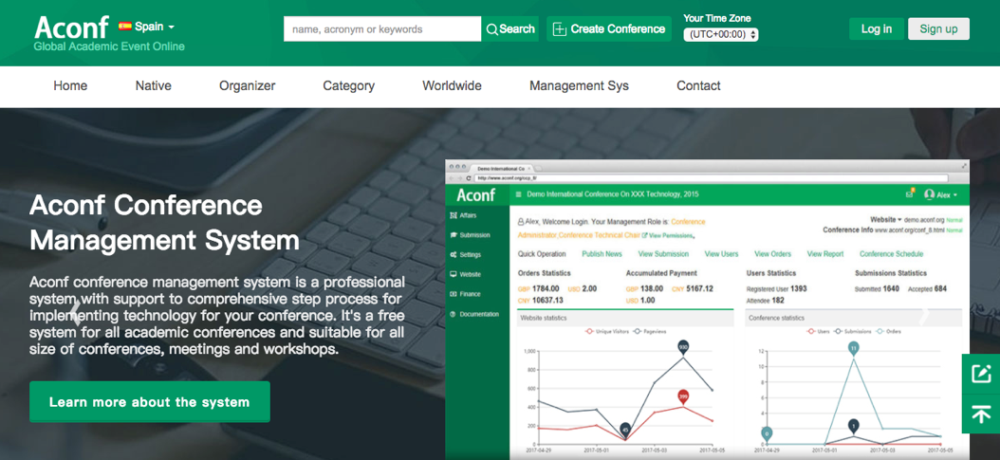 Aconf
Spain
Global Academic Event Online
name, acronym or keywords
Search
Create Conference
Your Time Zone
(UTC+00:00)
Log in
Sign up
Home Native Organizer Category Worldwide Management Sys Contact
Aconf Conference
Management System
Aconf conference management system is a professional
system with support to comprehensive step process for
implementing technology for your conference. It's a free
system for all academic conferences and suitable for all
size of conferences, meetings and workshops.
Learn more about the system
Demo International Co
http://www.aconf.org/ccp_8/
Aconf
Demo International Conference On XXX Technology, 2015
Alex
Affairs
Submission
Settings
Website
Finance
Documentation
Alex, Welcome Login. Your Management Role is: Conference
Administrator,Conference Technical Chair View Permissions
Website demo.aconf.org Normal
Conference Info www.aconf.org/conf_8.html Normal
Quick Operation Publish News View Submission View Users View Orders View Report Conference Schedule
Orders Statistics
GBP 1784.00 USD 2.00
CNY 10637.13
Accumulated Payment
GBP 138.00 CNY 5167.12
USD 1.00
Users Statistics
Registered User 1393
Attendee 182
Submissions Statistics
Submitted 1640 Accepted 684
Website statistics
Unique Visitors Pageviews
1,000
800
600
400
200
0
930
399
45
2017-04-29 2017-05-01 2017-05-03 2017-05-05
Conference statistics
Users Submissions Orders
12
10
8
6
4
2
0
11
1
0
2017-04-29 2017-05-01 2017-05-03 2017-05-05